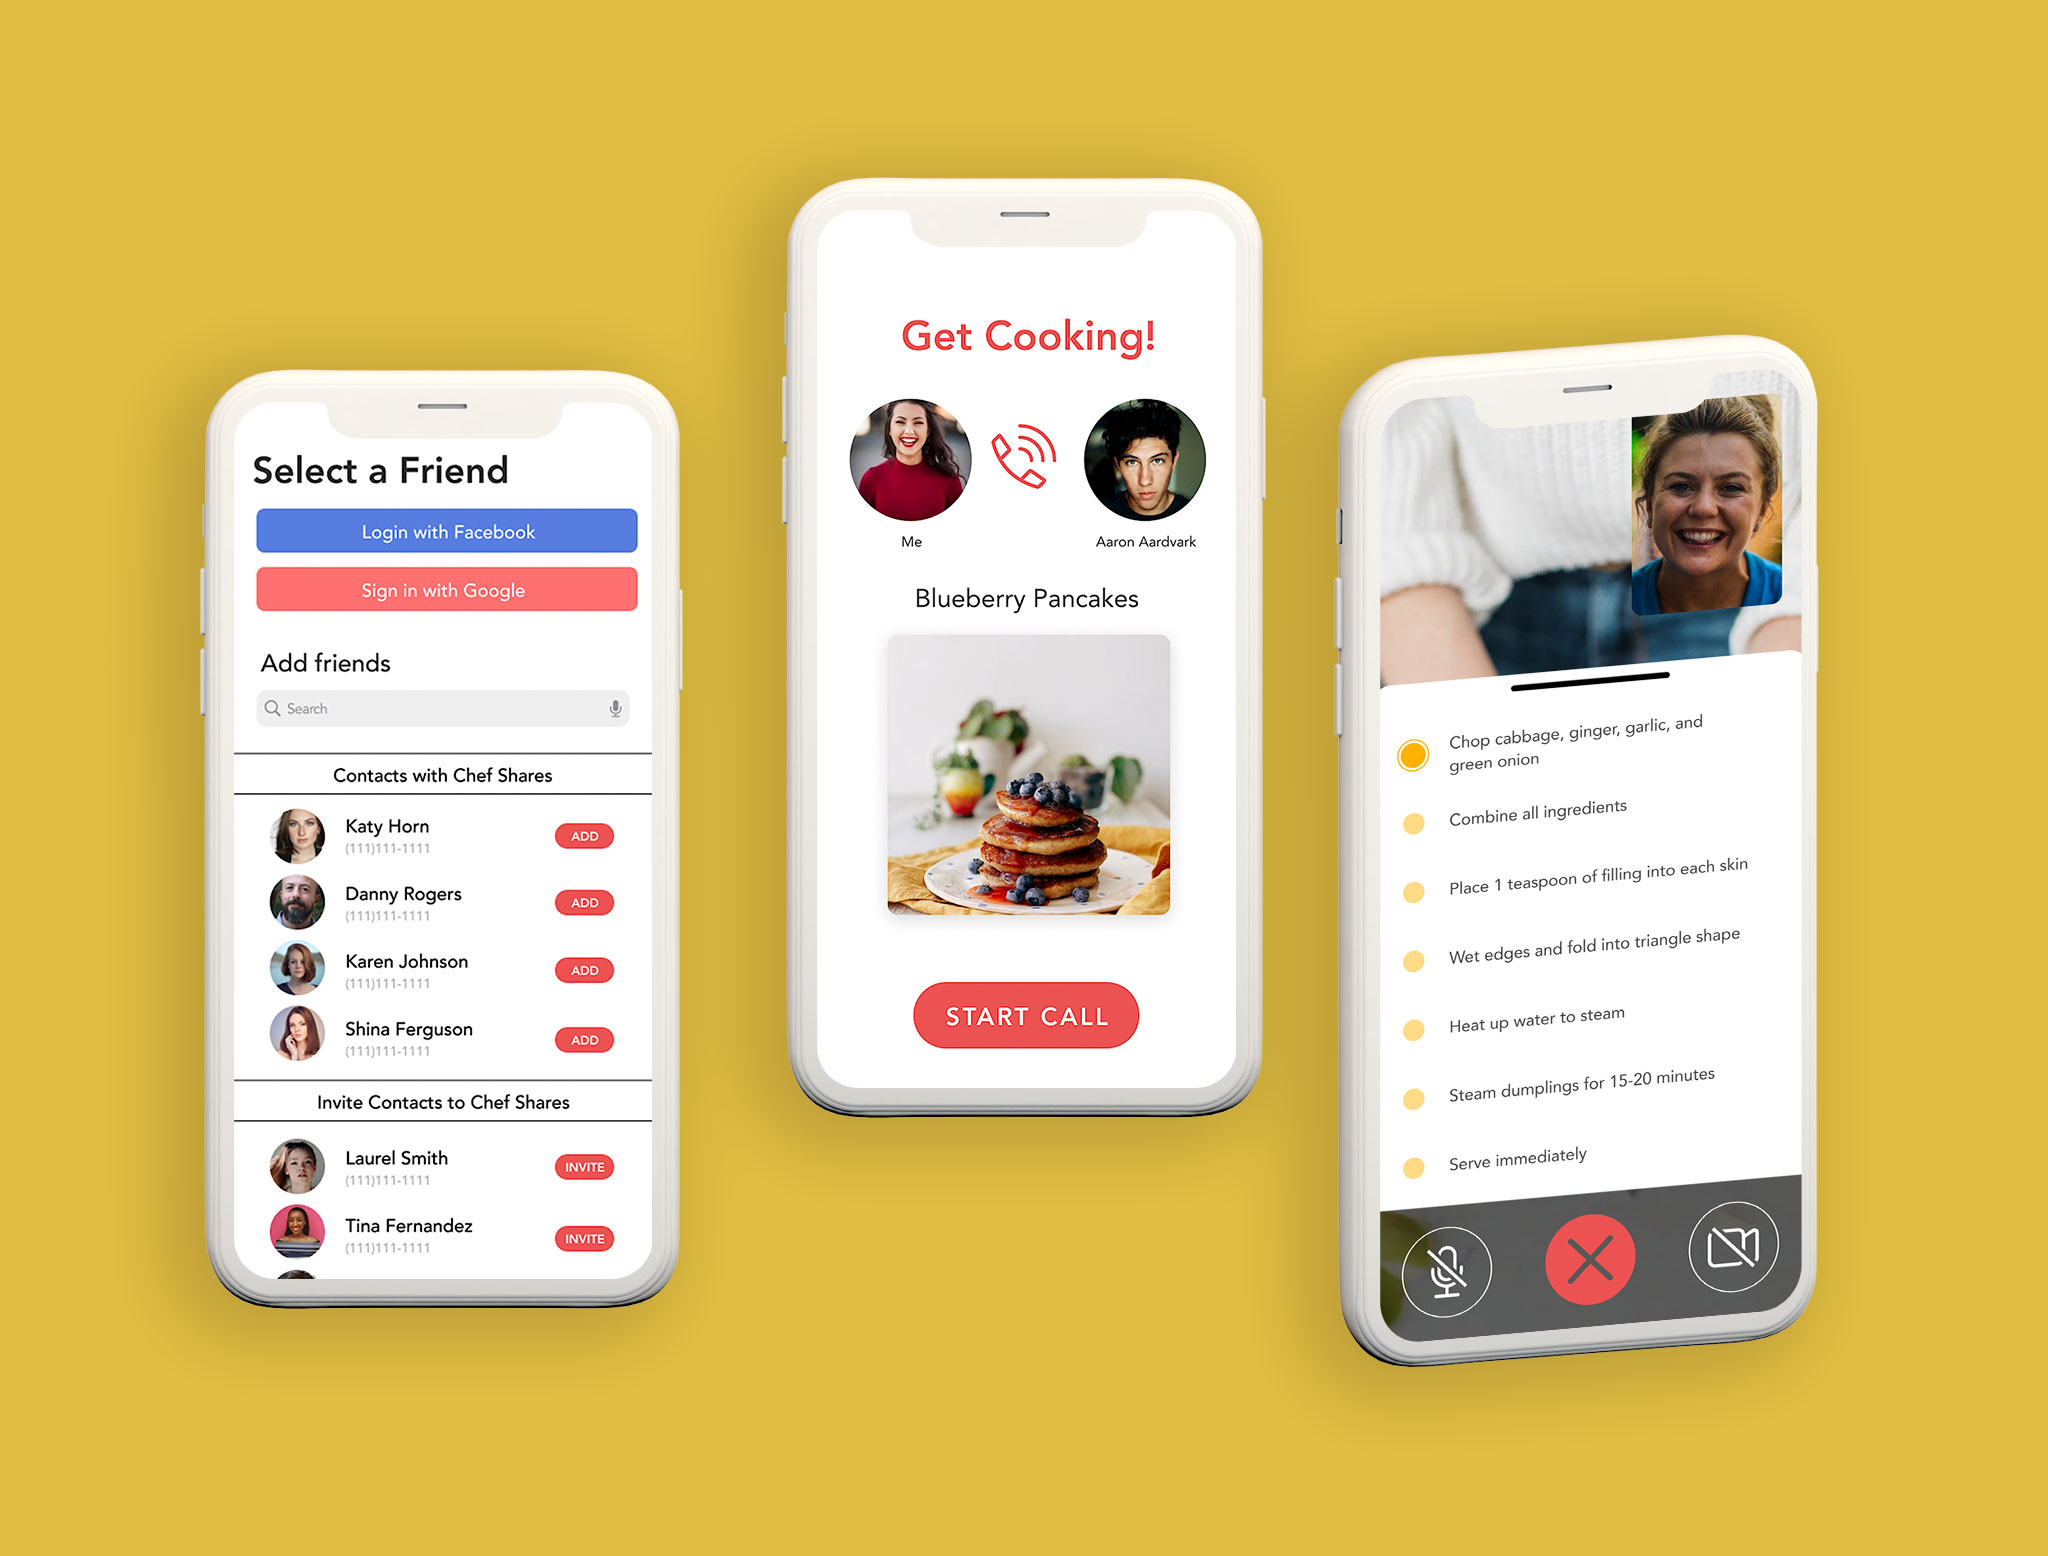 Select a Friend
Login with Facebook
Sign in with Google
Add friends
Search
Contacts with Chef Shares
Katy Horn
(111)111-1111
ADD
Danny Rogers
(111)111-1111
ADD
Karen Johnson
(111)111-1111
ADD
Shina Ferguson
(111)111-1111
ADD
Invite Contacts to Chef Shares
Laurel Smith
(111)111-1111
INVITE
Tina Fernandez
(111)111-1111
INVITE
Get Cooking!
Me
Aaron Aardvark
Blueberry Pancakes
START CALL
Chop cabbage, ginger, garlic, and
green onion
Combine all ingredients
Place 1 teaspoon of filling into each skin
Wet edges and fold into triangle shape
Heat up water to steam
Steam dumplings for 15-20 minutes
Serve immediately